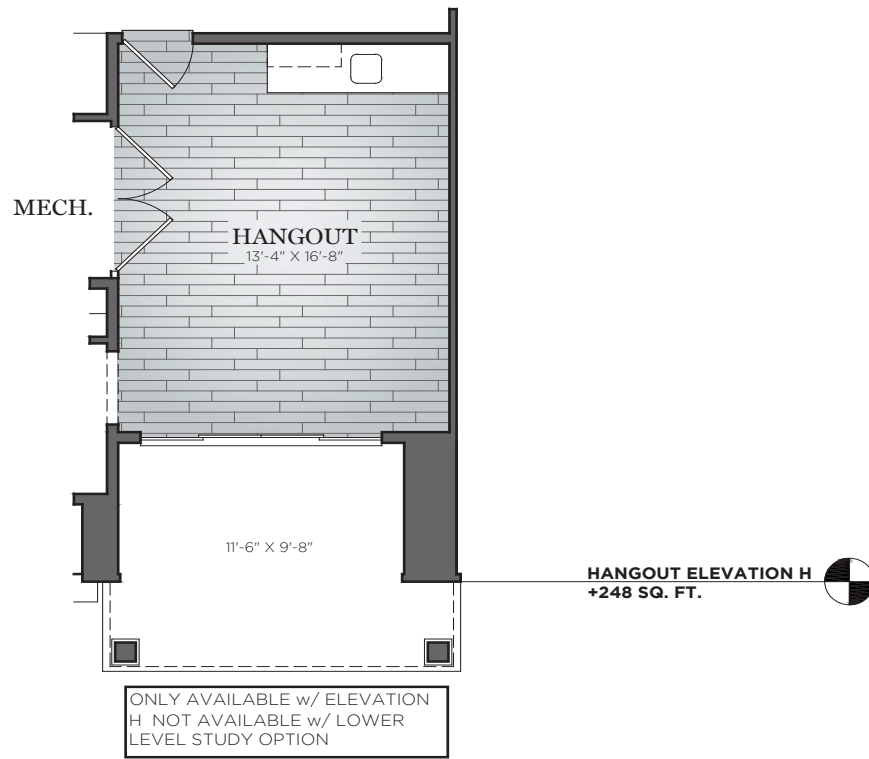 MECH.
HANGOUT
13'-4" X 16'-8"
11'-6" X 9'-8"
HANGOUT ELEVATION H
+248 SQ. FT.
ONLY AVAILABLE w/ ELEVATION
H NOT AVAILABLE w/ LOWER
LEVEL STUDY OPTION